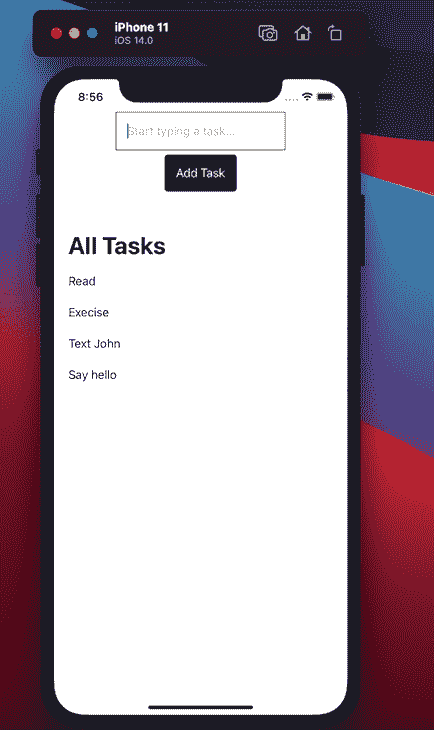 iPhone 11
iOS 14.0
8:56
Start typing a task...
Add Task
All Tasks
Read
Execise
Text John
Say hello